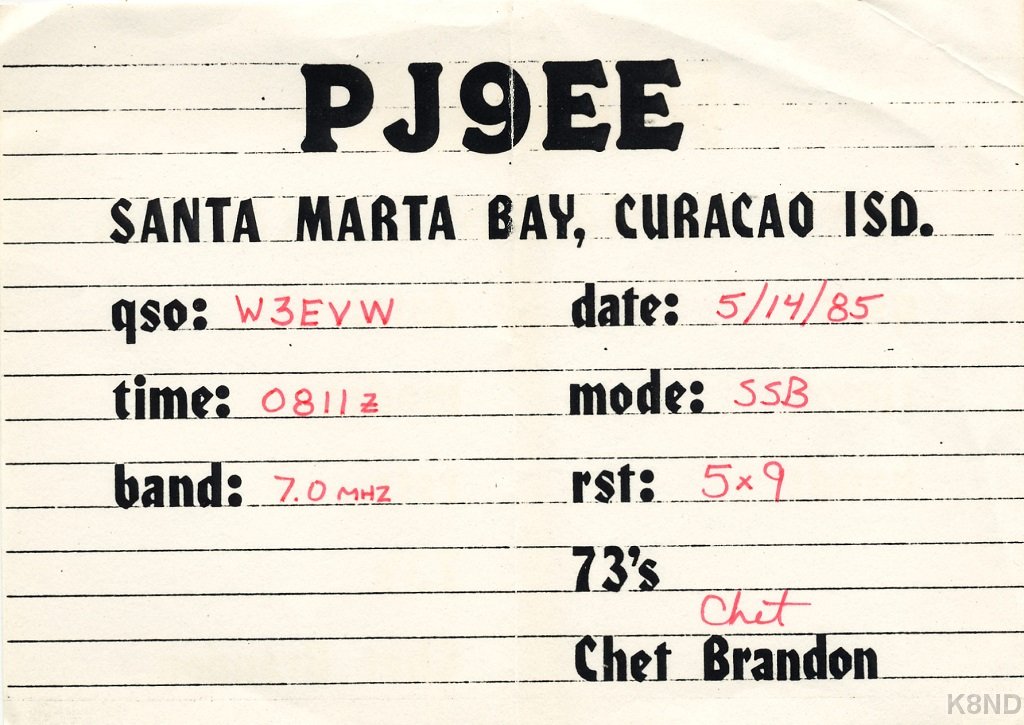 PJ9EE
SANTA MARTA BAY, CURACAO ISD.
qso: W3EVW date: 5/14/85
time: 0811z mode: SSB
band: 7.0 MHZ rst: 5x9
73's
Chet
Chet Brandon
K8ND